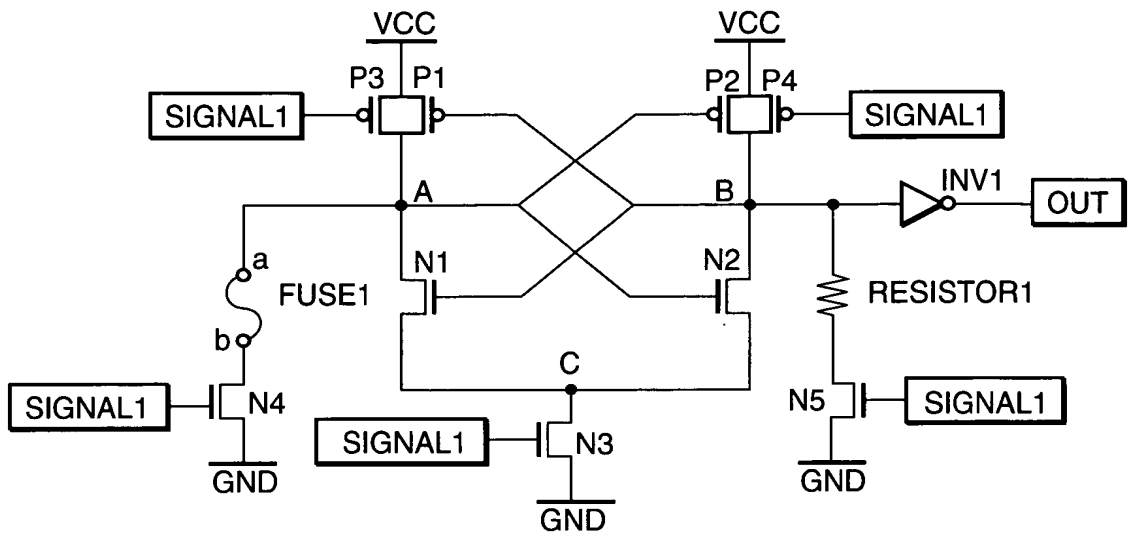 VCC VCC
P3 P1 P2 P4
SIGNAL1 SIGNAL1
A B INV1
OUT
N1 N2
a
FUSE1 RESISTOR1
b
C
SIGNAL1 N4 N5 SIGNAL1
SIGNAL1 N3
GND GND
GND